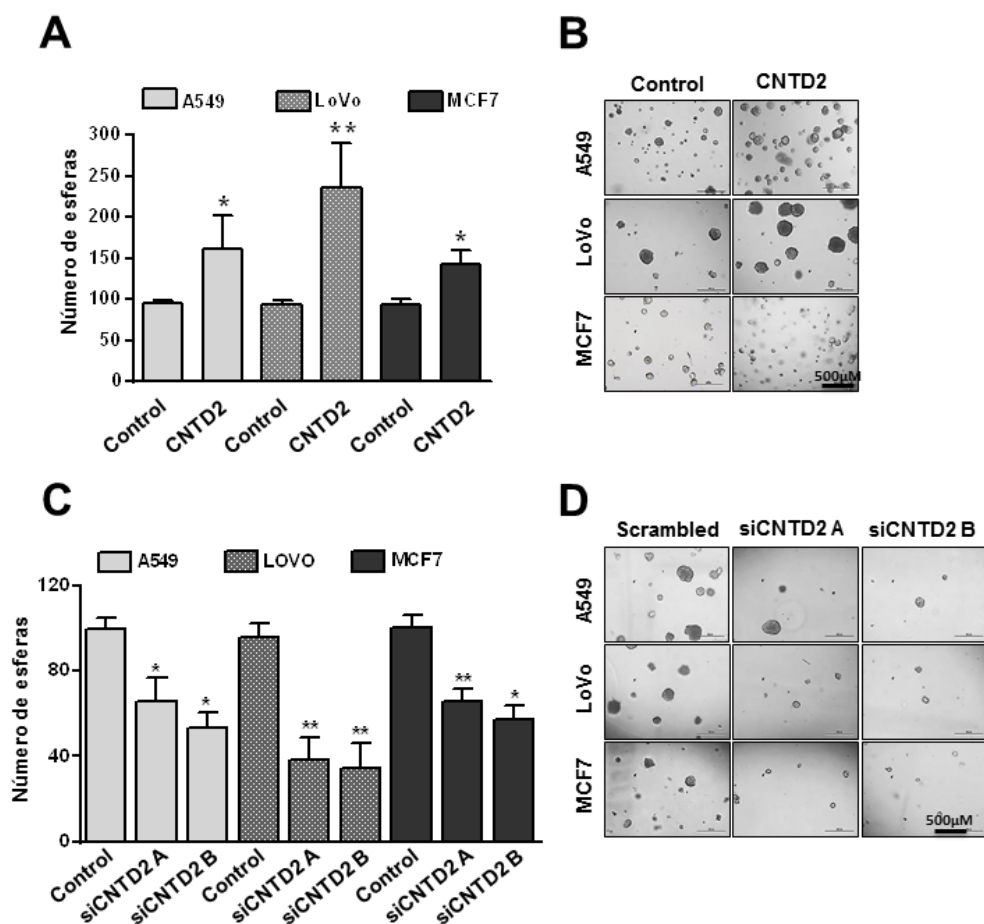 A
A549 LoVo MCF7
Número de esferas
300
250
200
150
100
50
0
* ** *
Control CNTD2 Control CNTD2 Control CNTD2
B
Control CNTD2
A549
LoVo
MCF7
500µM
C
A549 LOVO MCF7
Número de esferas
120
80
40
0
* * ** ** ** *
Control siCNTD2 A siCNTD2 B Control siCNTD2 A siCNTD2 B Control siCNTD2 A siCNTD2 B
D
Scrambled siCNTD2 A siCNTD2 B
A549
LoVo
MCF7
500µM